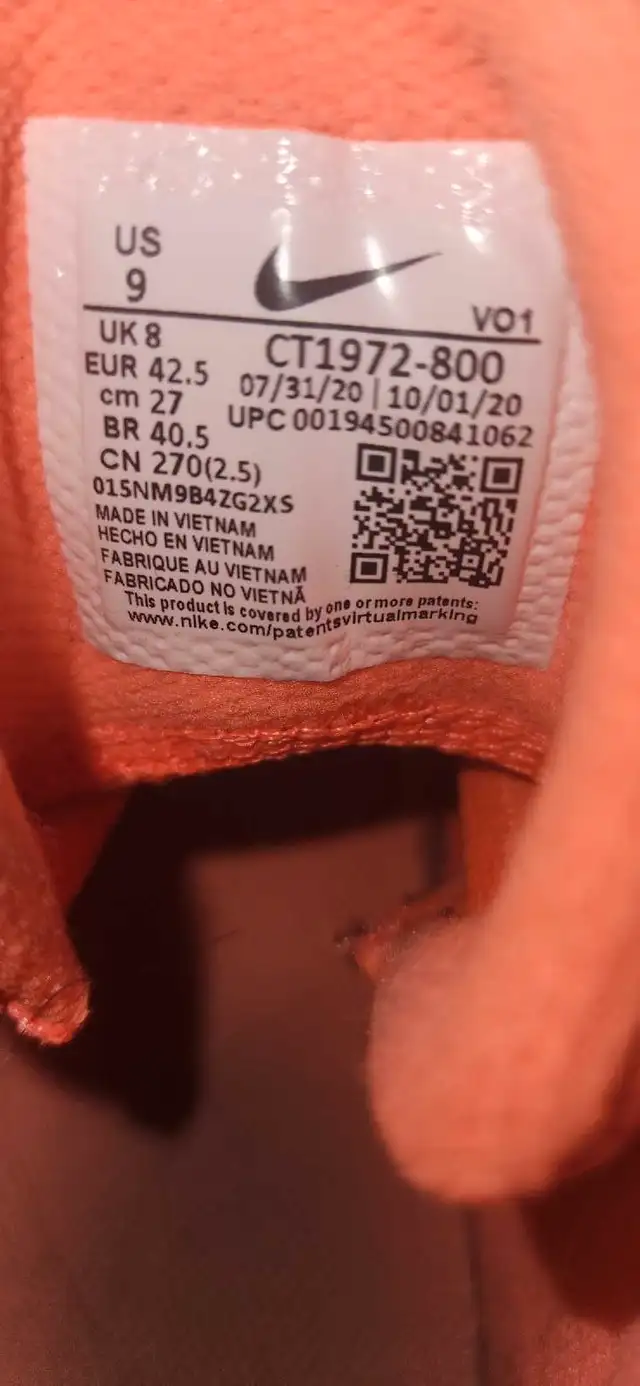 US
9
VO1
UK 8
EUR 42.5
cm 27
BR 40.5
CN 270(2.5)
CT1972-800
07/31/20 | 10/01/20
UPC 00194500841062
015NM9B4ZG2XS
MADE IN VIETNAM
HECHO EN VIETNAM
FABRIQUE AU VIETNAM
FABRICADO NO VIETNÃ
This product is covered by one or more patents:
www.nike.com/patentsvirtualmarking